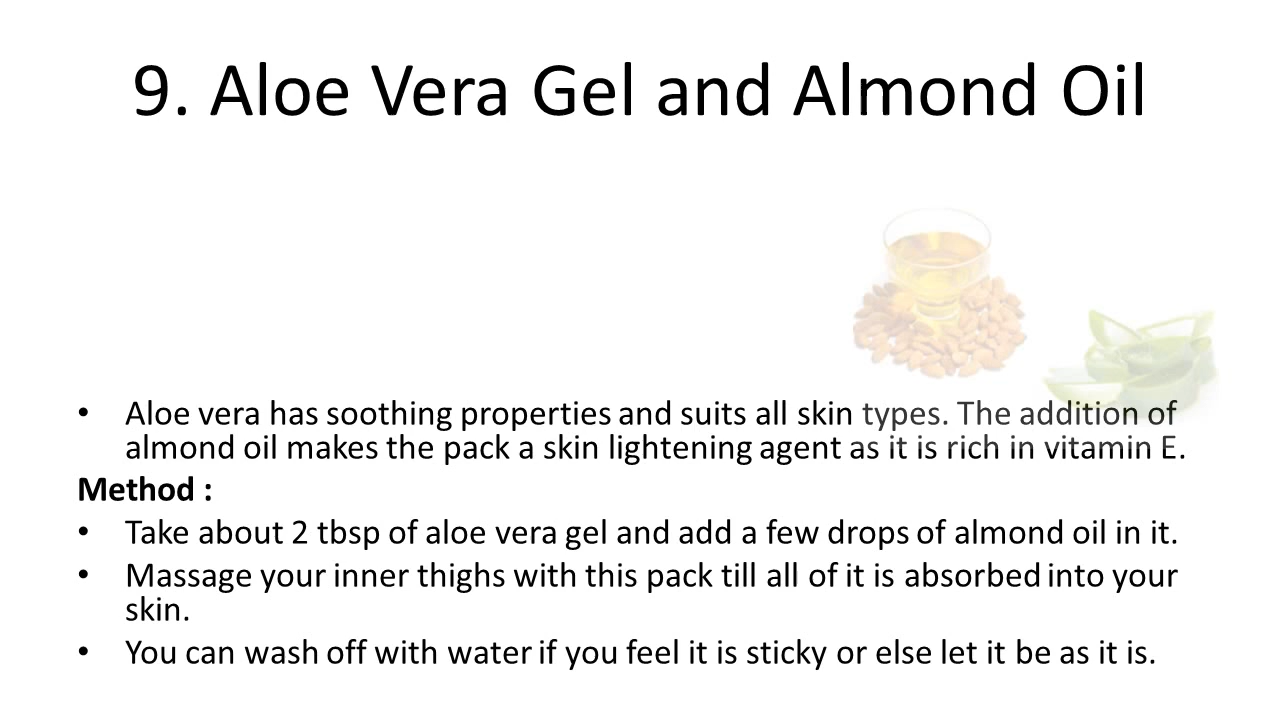 9. Aloe Vera Gel and Almond Oil
• Aloe vera has soothing properties and suits all skin types. The addition of
almond oil makes the pack a skin lightening agent as it is rich in vitamin E.
Method :
• Take about 2 tbsp of aloe vera gel and add a few drops of almond oil in it.
• Massage your inner thighs with this pack till all of it is absorbed into your
skin.
• You can wash off with water if you feel it is sticky or else let it be as it is.